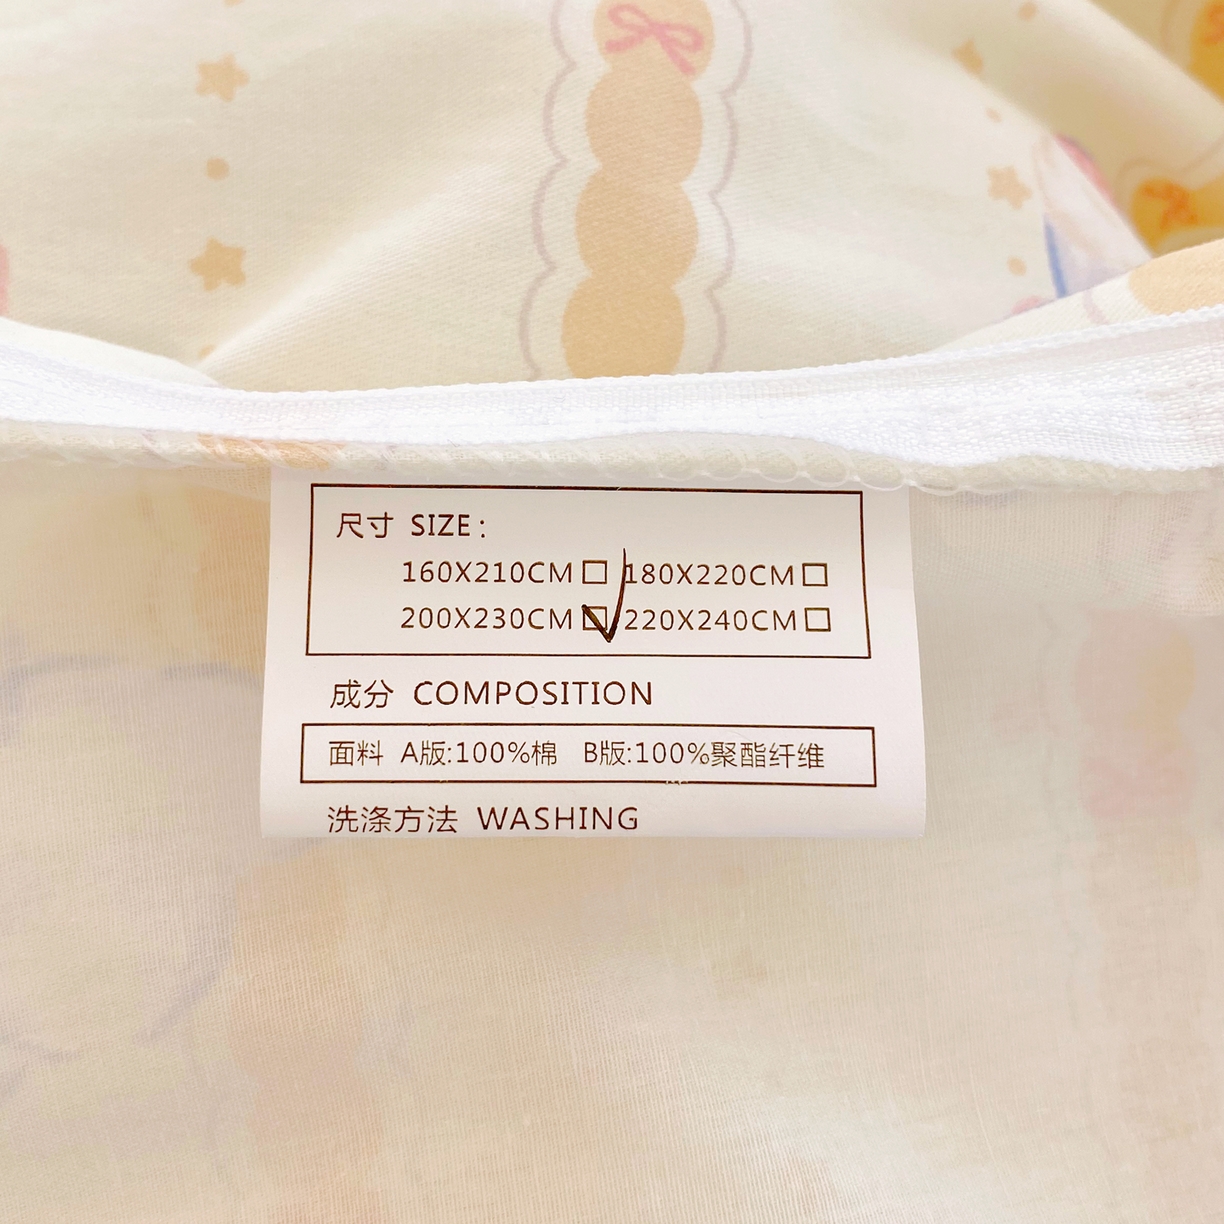 尺寸 SIZE:
160X210CM□ 180X220CM□
200X230CM☑ 220X240CM□
成分 COMPOSITION
面料 A版:100%棉 B版:100%聚酯纤维
洗涤方法 WASHING